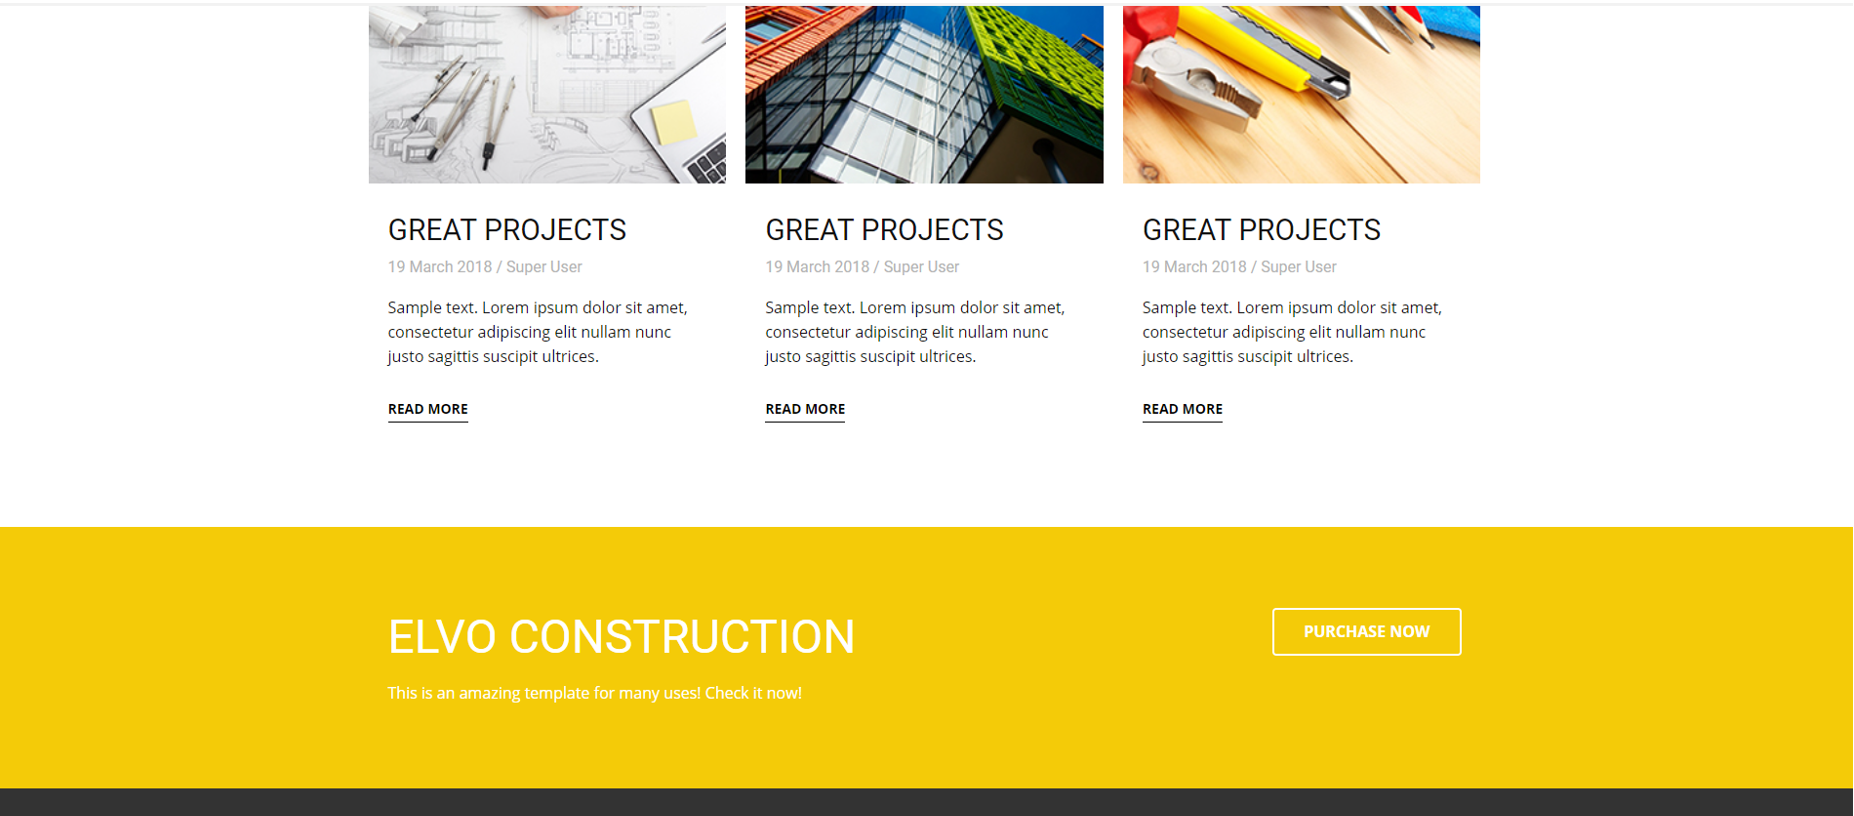 GREAT PROJECTS
19 March 2018 / Super User
Sample text. Lorem ipsum dolor sit amet,
consectetur adipiscing elit nullam nunc
justo sagittis suscipit ultrices.
READ MORE
GREAT PROJECTS
19 March 2018 / Super User
Sample text. Lorem ipsum dolor sit amet,
consectetur adipiscing elit nullam nunc
justo sagittis suscipit ultrices.
READ MORE
GREAT PROJECTS
19 March 2018 / Super User
Sample text. Lorem ipsum dolor sit amet,
consectetur adipiscing elit nullam nunc
justo sagittis suscipit ultrices.
READ MORE
ELVO CONSTRUCTION
This is an amazing template for many uses! Check it now!
PURCHASE NOW